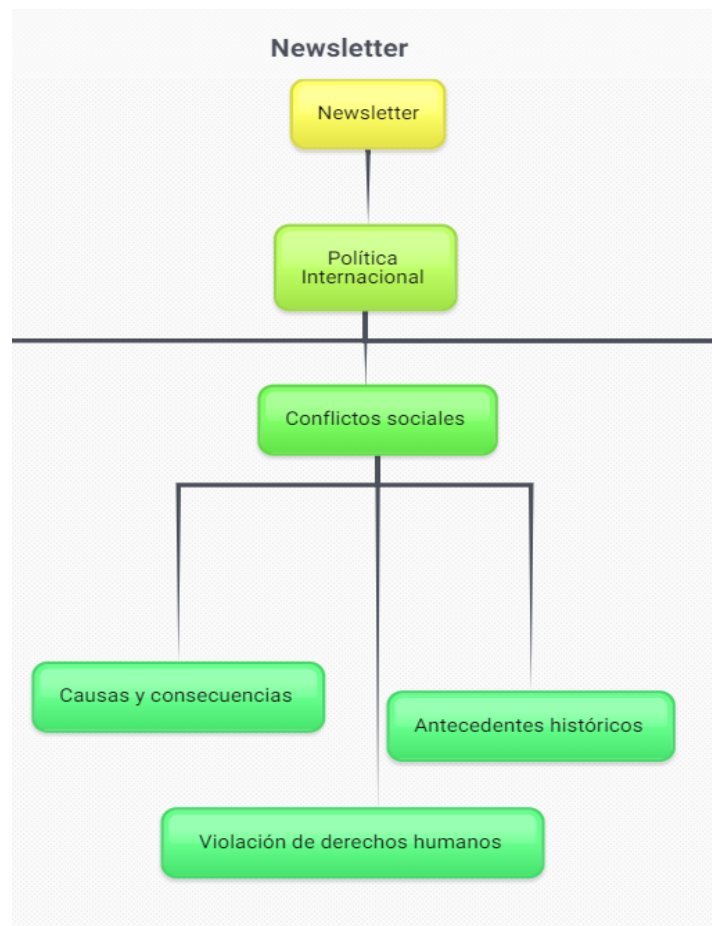 Newsletter
Newsletter
Política
Internacional
Conflictos sociales
Causas y consecuencias
Antecedentes históricos
Violación de derechos humanos